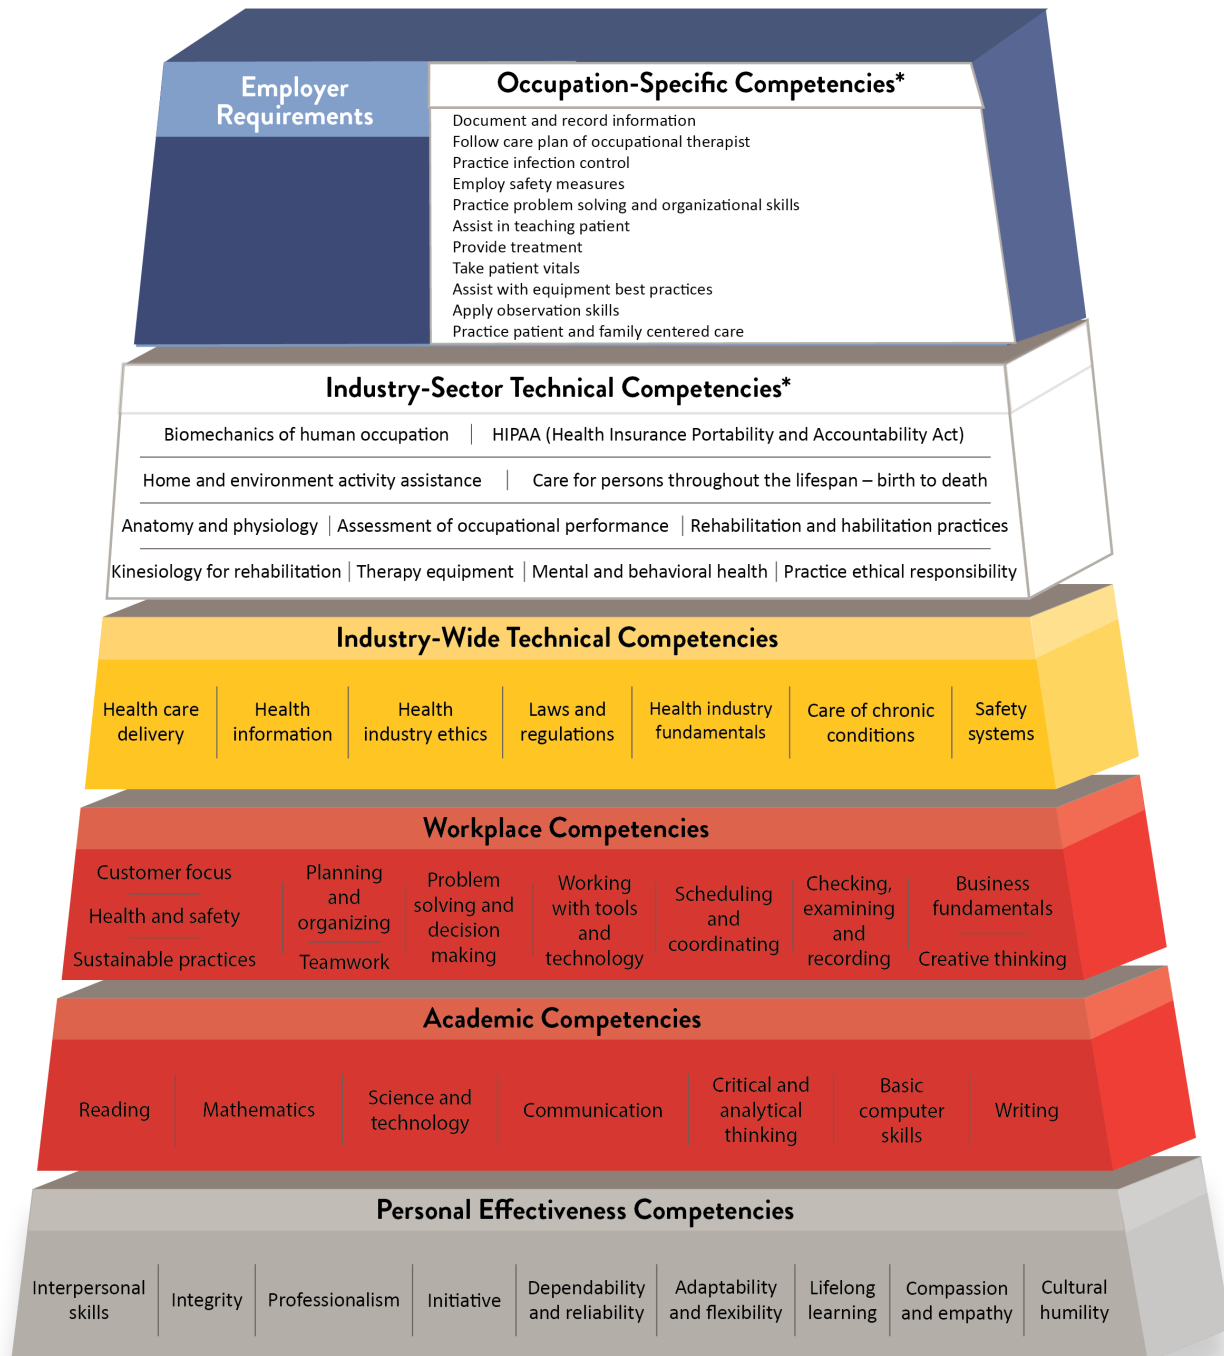 Employer
Requirements
Occupation-Specific Competencies*
Document and record information
Follow care plan of occupational therapist
Practice infection control
Employ safety measures
Practice problem solving and organizational skills
Assist in teaching patient
Provide treatment
Take patient vitals
Assist with equipment best practices
Apply observation skills
Practice patient and family centered care
Industry-Sector Technical Competencies*
Biomechanics of human occupation | HIPAA (Health Insurance Portability and Accountability Act)
Home and environment activity assistance | Care for persons throughout the lifespan – birth to death
Anatomy and physiology | Assessment of occupational performance | Rehabilitation and habilitation practices
Kinesiology for rehabilitation | Therapy equipment | Mental and behavioral health | Practice ethical responsibility
Industry-Wide Technical Competencies
Health care
delivery
Health
information
Health
industry ethics
Laws and
regulations
Health industry
fundamentals
Care of chronic
conditions
Safety
systems
Workplace Competencies
Customer focus
Health and safety
Sustainable practices
Planning
and
organizing
Teamwork
Problem
solving and
decision
making
Working
with tools
and
technology
Scheduling
and
coordinating
Checking,
examining
and
recording
Business
fundamentals
Creative thinking
Academic Competencies
Reading
Mathematics
Science and
technology
Communication
Critical and
analytical
thinking
Basic
computer
skills
Writing
Personal Effectiveness Competencies
Interpersonal
skills
Integrity
Professionalism
Initiative
Dependability
and reliability
Adaptability
and flexibility
Lifelong
learning
Compassion
and empathy
Cultural
humility